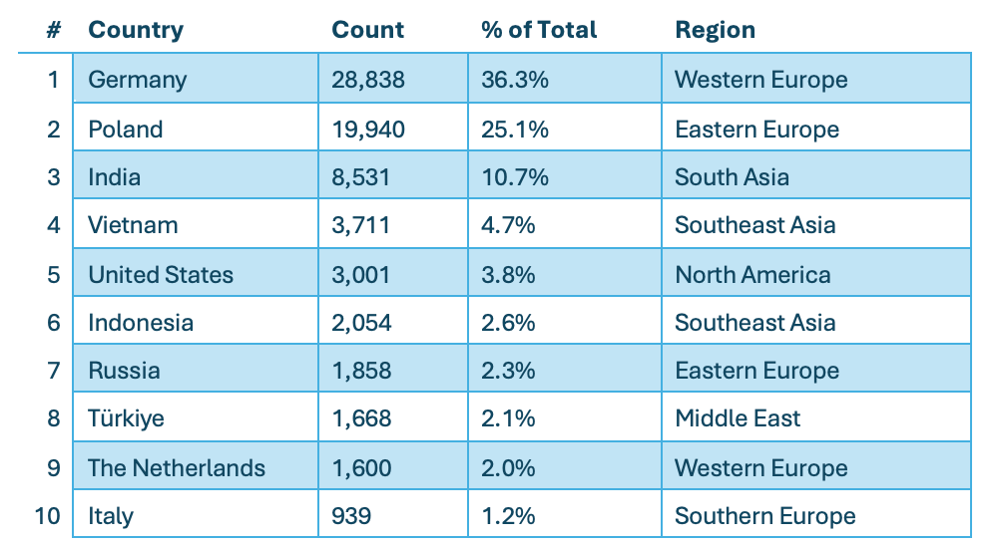 # Country Count % of Total Region
1 Germany 28,838 36.3% Western Europe
2 Poland 19,940 25.1% Eastern Europe
3 India 8,531 10.7% South Asia
4 Vietnam 3,711 4.7% Southeast Asia
5 United States 3,001 3.8% North America
6 Indonesia 2,054 2.6% Southeast Asia
7 Russia 1,858 2.3% Eastern Europe
8 Türkiye 1,668 2.1% Middle East
9 The Netherlands 1,600 2.0% Western Europe
10 Italy 939 1.2% Southern Europe